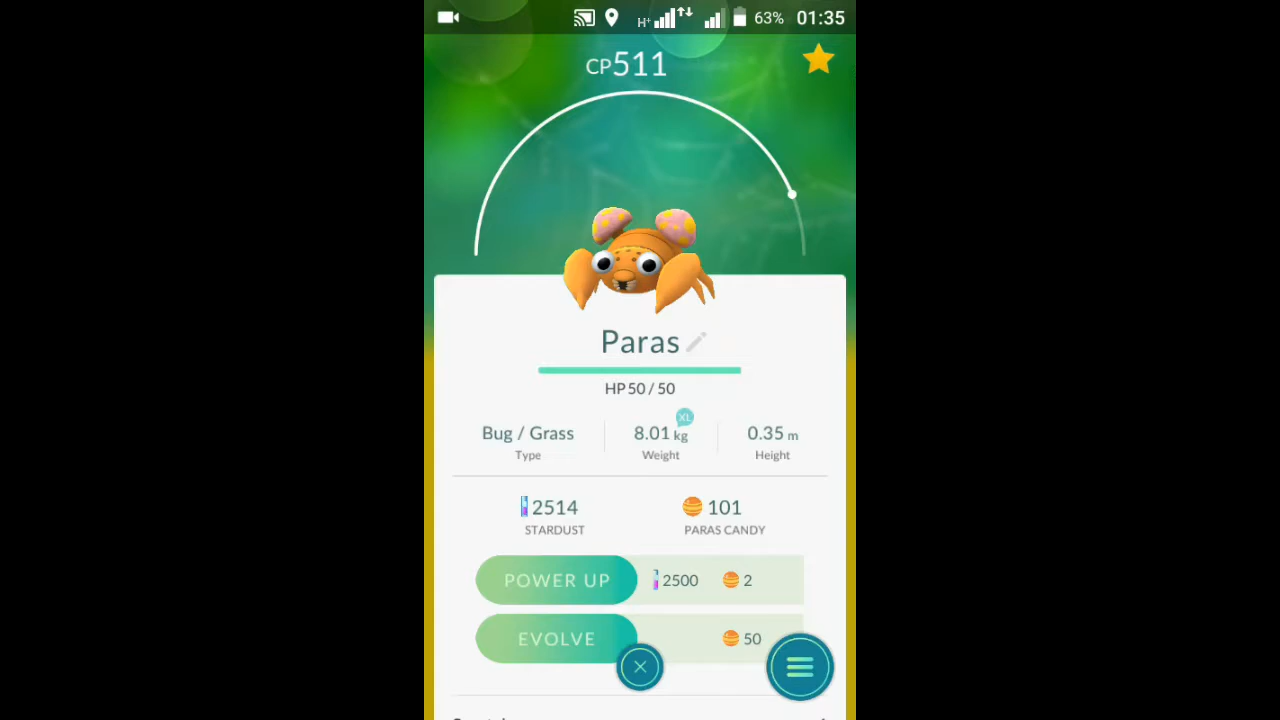 H+ 63% 01:35
CP511
Paras
HP 50 / 50
XL
Bug / Grass 8.01 kg 0.35 m
Type Weight Height
2514 101
STARDUST PARAS CANDY
POWER UP 2500 2
EVOLVE 50